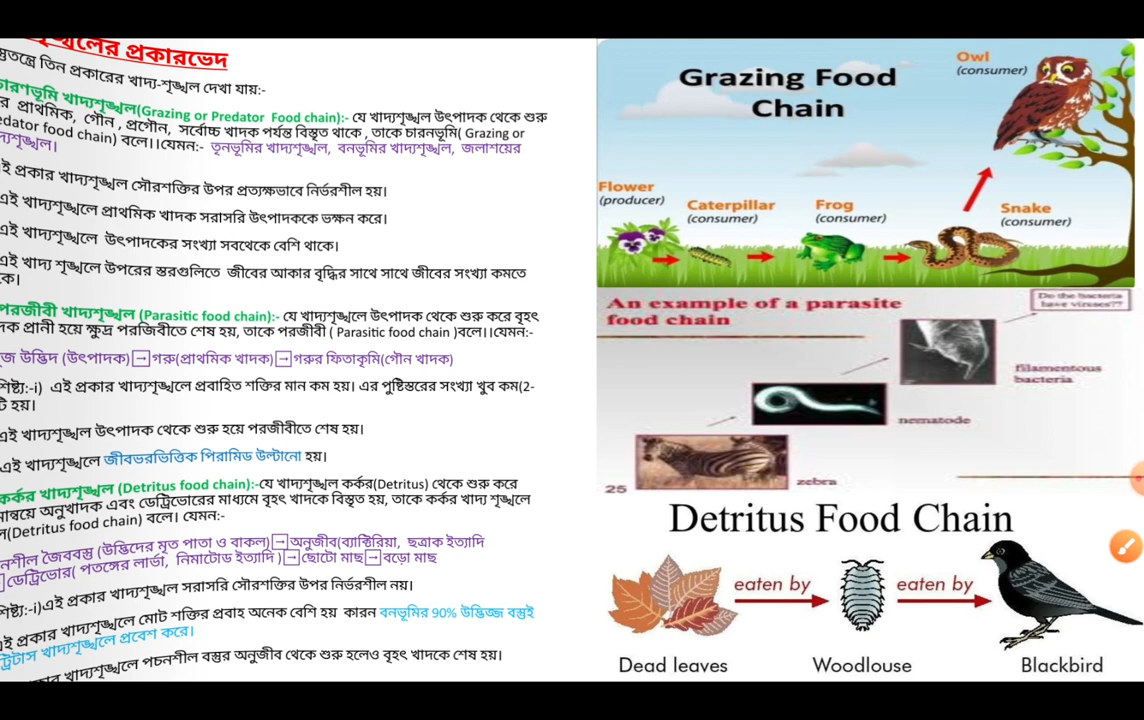 শৃঙ্খলের প্রকারভেদ
তিন প্রকারের খাদ্য-শৃঙ্খল দেখা যায়:-
চারণভূমি খাদ্যশৃঙ্খল(Grazing or Predator Food chain):- যে খাদ্যশৃঙ্খল উৎপাদক থেকে শুরু
প্রাথমিক, গৌন , প্রগৌন, সর্বোচ্চ খাদক পর্যন্ত বিস্তৃত থাকে , তাকে চারনভূমি( Grazing or
edator food chain) বলে।।যেমন:- তৃনভূমির খাদ্যশৃঙ্খল, বনভূমির খাদ্যশৃঙ্খল, জলাশয়ের
দ্যশৃঙ্খল।
ই প্রকার খাদ্যশৃঙ্খল সৌরশক্তির উপর প্রত্যক্ষভাবে নির্ভরশীল হয়।
এই খাদ্যশৃঙ্খলে প্রাথমিক খাদক সরাসরি উৎপাদককে ভক্ষন করে।
এই খাদ্যশৃঙ্খলে উৎপাদকের সংখ্যা সবথেকে বেশি থাকে।
এই খাদ্য শৃঙ্খলে উপরের স্তরগুলিতে জীবের আকার বৃদ্ধির সাথে সাথে জীবের সংখ্যা কমতে
কে।
পরজীবী খাদ্যশৃঙ্খল (Parasitic food chain):- যে খাদ্যশৃঙ্খলে উৎপাদক থেকে শুরু করে বৃহৎ
দক প্রানী হয়ে ক্ষুদ্র পরজিবীতে শেষ হয়, তাকে পরজীবী ( Parasitic food chain )বলে।।যেমন:-
জ উদ্ভিদ (উৎপাদক)→গরু(প্রাথমিক খাদক)→গরুর ফিতাকৃমি(গৌন খাদক)
শিষ্ট্য:-i) এই প্রকার খাদ্যশৃঙ্খলে প্রবাহিত শক্তির মান কম হয়। এর পুষ্টিস্তরের সংখ্যা খুব কম(2-
টি হয়।
এই খাদ্যশৃঙ্খল উৎপাদক থেকে শুরু হয়ে পরজীবীতে শেষ হয়।
এই খাদ্যশৃঙ্খলে জীবভরভিত্তিক পিরামিড উল্টানো হয়।
কর্কর খাদ্যশৃঙ্খল (Detritus food chain):-যে খাদ্যশৃঙ্খল কর্কর(Detritus) থেকে শুরু করে
মান্বয়ে অনুখাদক এবং ডেট্রিভোরের মাধ্যমে বৃহৎ খাদকে বিস্তৃত হয়, তাকে কর্কর খাদ্য শৃঙ্খলে
ল(Detritus food chain) বলে। যেমন:-
নশীল জৈববস্তু (উদ্ভিদের মৃত পাতা ও বাকল)→অনুজীব(ব্যাক্টিরিয়া, ছত্রাক ইত্যাদি
→ডেট্রিভোর( পতঙ্গের লার্ভা, নিমাটোড ইত্যাদি )→ছোটো মাছ→বড়ো মাছ
শিষ্ট্য:-i)এই প্রকার খাদ্যশৃঙ্খল সরাসরি সৌরশক্তির উপর নির্ভরশীল নয়।
ই প্রকার খাদ্যশৃঙ্খলে মোট শক্তির প্রবাহ অনেক বেশি হয় কারন বনভূমির 90% উদ্ভিজ্জ বস্তুই
ট্রিটাস খাদ্যশৃঙ্খলে প্রবেশ করে।
খাদ্যশৃঙ্খলে পচনশীল বস্তুর অনুজীব থেকে শুরু হলেও বৃহৎ খাদকে শেষ হয়।
Grazing Food
Chain
Owl
(consumer)
Flower
(producer)
Caterpillar
(consumer)
Frog
(consumer)
Snake
(consumer)
An example of a parasite
food chain
Do the bacteria
have viruses??
filamentous
bacteria
nematode
zebra
25
Detritus Food Chain
eaten by
eaten by
Dead leaves
Woodlouse
Blackbird